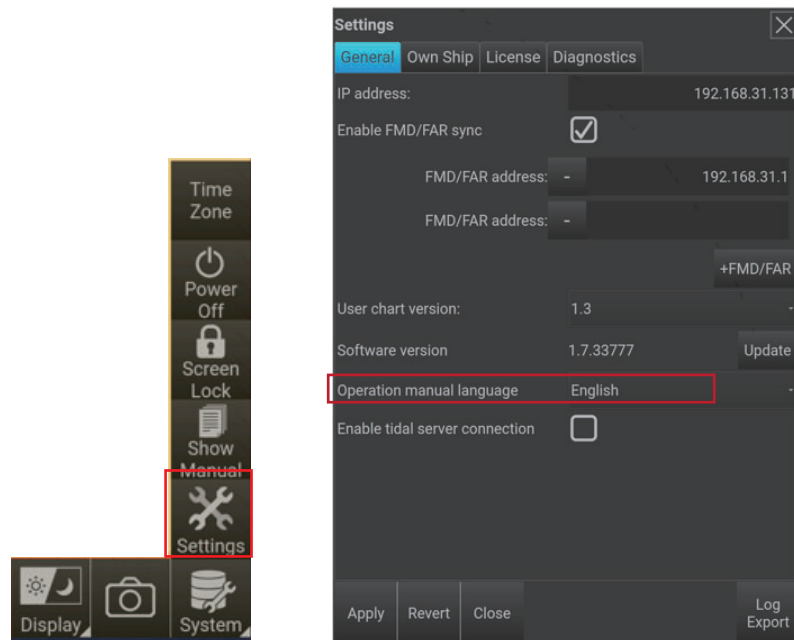 Time
Zone
Power
Off
Screen
Lock
Show
Manual
Settings
Display
System
Settings
General Own Ship License Diagnostics
IP address: 192.168.31.131
Enable FMD/FAR sync
FMD/FAR address: - 192.168.31.1
FMD/FAR address: -
+FMD/FAR
User chart version: 1.3 -
Software version 1.7.33777 Update
Operation manual language English -
Enable tidal server connection
Apply Revert Close Log
Export